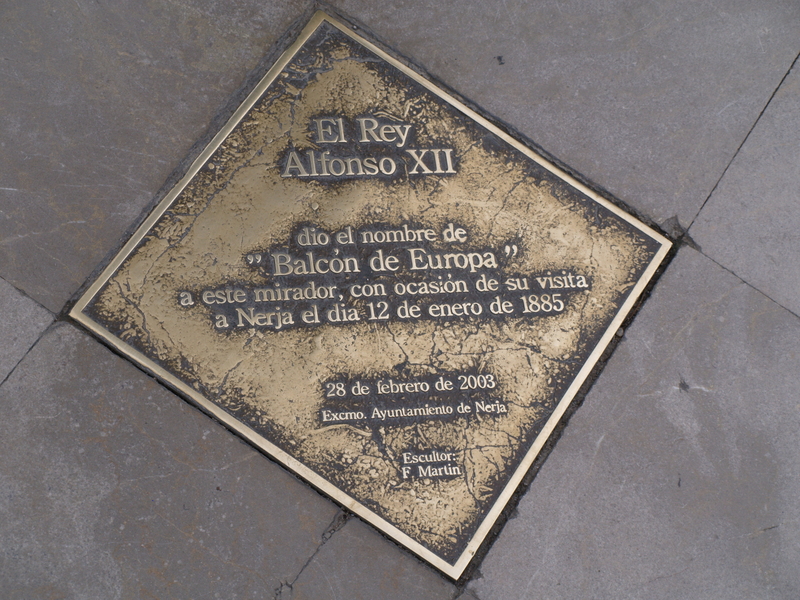 El Rey
Alfonso XII
dio el nombre de
" Balcón de Europa "
a este mirador, con ocasión de su visita
a Nerja el día 12 de enero de 1885
28 de febrero de 2003
Excmo. Ayuntamiento de Nerja
Escultor:
F. Martín